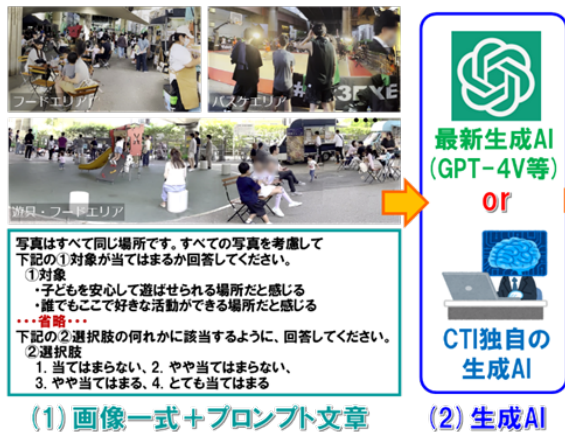 フードエリア
バスケエリア
#
3DXE
遊具・フードエリア
写真はすべて同じ場所です。すべての写真を考慮して
下記の①対象が当てはまるか回答してください。
①対象
・子どもを安心して遊ばせられる場所だと感じる
・誰でもここで好きな活動ができる場所だと感じる
・・・省略・・・
下記の②選択肢の何れかに該当するように、回答してください。
②選択肢
1. 当てはまらない、2. やや当てはまらない、
3. やや当てはまる、4. とても当てはまる
(1) 画像一式+プロンプト文章
最新生成AI
(GPT-4V等)
or
CTI独自の
生成AI
(2) 生成AI